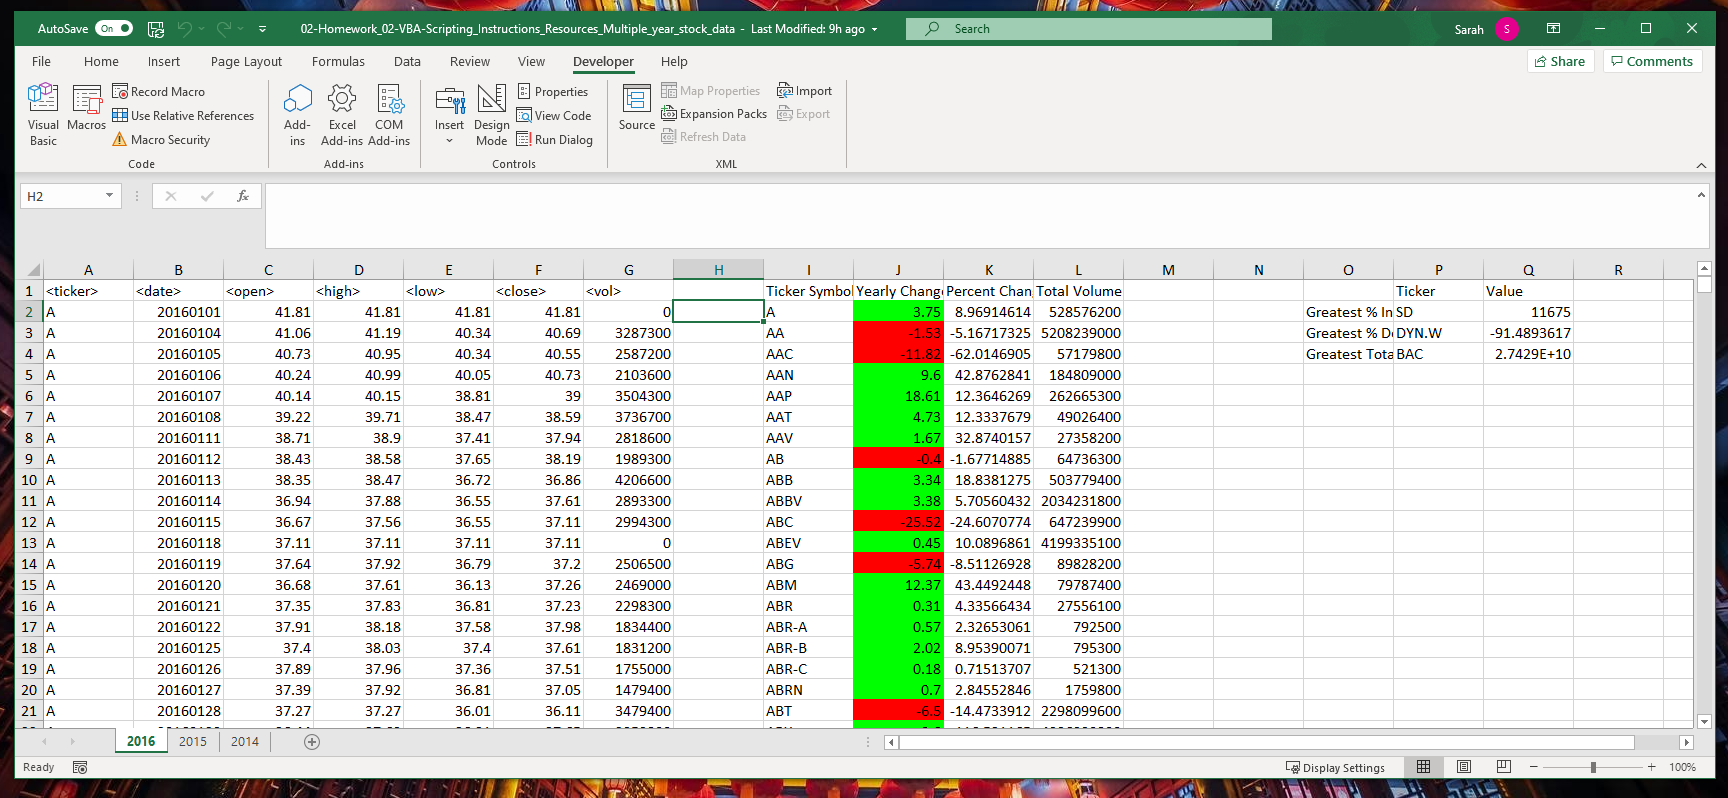 AutoSave On 02-Homework_02-VBA-Scripting_Instructions_Resources_Multiple_year_stock_data - Last Modified: 9h ago Search Sarah S
File Home Insert Page Layout Formulas Data Review View Developer Help Share Comments
Visual Basic Macros Record Macro Use Relative References Macro Security Code
Add-ins Excel Add-ins COM Add-ins Add-ins
Insert Design Mode Properties View Code Run Dialog Controls
Source Map Properties Expansion Packs Refresh Data Import Export XML
H2 fx
A B C D E F G H I J K L M N O P Q R
1 <ticker> <date> <open> <high> <low> <close> <vol> Ticker Symbol Yearly Chang Percent Chan Total Volume Ticker Value
2 A 20160101 41.81 41.81 41.81 41.81 0 A 3.75 8.96914614 528576200 Greatest % In SD 11675
3 A 20160104 41.06 41.19 40.34 40.69 3287300 AA -1.53 -5.16717325 5208239000 Greatest % De DYN.W -91.4893617
4 A 20160105 40.73 40.95 40.34 40.55 2587200 AAC -11.82 -62.0146905 57179800 Greatest Tota BAC 2.7429E+10
5 A 20160106 40.24 40.99 40.05 40.73 2103600 AAN 9.6 42.8762841 184809000
6 A 20160107 40.14 40.15 38.81 39 3504300 AAP 18.61 12.3646269 262665300
7 A 20160108 39.22 39.71 38.47 38.59 3736700 AAT 4.73 12.3337679 49026400
8 A 20160111 38.71 38.9 37.41 37.94 2818600 AAV 1.67 32.8740157 27358200
9 A 20160112 38.43 38.58 37.65 38.19 1989300 AB -0.4 -1.67714885 64736300
10 A 20160113 38.35 38.47 36.72 36.86 4206600 ABB 3.34 18.8381275 503779400
11 A 20160114 36.94 37.88 36.55 37.61 2893300 ABBV 3.38 5.70560432 2034231800
12 A 20160115 36.67 37.56 36.55 37.11 2994300 ABC -25.52 -24.6070774 647239900
13 A 20160118 37.11 37.11 37.11 37.11 0 ABEV 0.45 10.0896861 4199335100
14 A 20160119 37.64 37.92 36.79 37.2 2506500 ABG -5.74 -8.51126928 89828200
15 A 20160120 36.68 37.61 36.13 37.26 2469000 ABM 12.37 43.4492448 79787400
16 A 20160121 37.35 37.83 36.81 37.23 2298300 ABR 0.31 4.33566434 27556100
17 A 20160122 37.91 38.18 37.58 37.98 1834400 ABR-A 0.57 2.32653061 792500
18 A 20160125 37.4 38.03 37.4 37.61 1831200 ABR-B 2.02 8.95390071 795300
19 A 20160126 37.89 37.96 37.36 37.51 1755000 ABR-C 0.18 0.71513707 521300
20 A 20160127 37.39 37.92 36.81 37.05 1479400 ABRN 0.7 2.84552846 1759800
21 A 20160128 37.27 37.27 36.01 36.11 3479400 ABT -6.5 -14.4733912 2298099600
2016 2015 2014
Ready Display Settings 100%